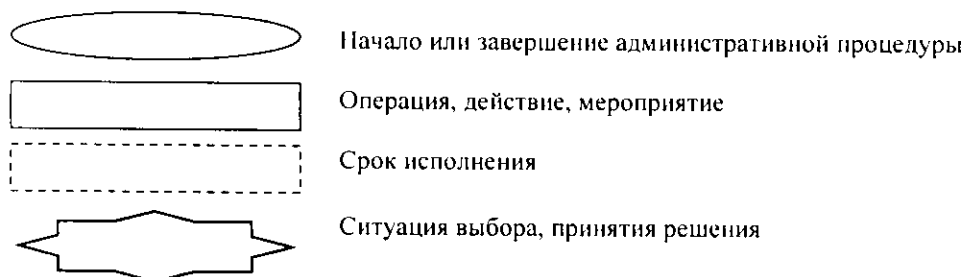 Начало или завершение административной процедуры
Операция, действие, мероприятие
Срок исполнения
Ситуация выбора, принятия решения